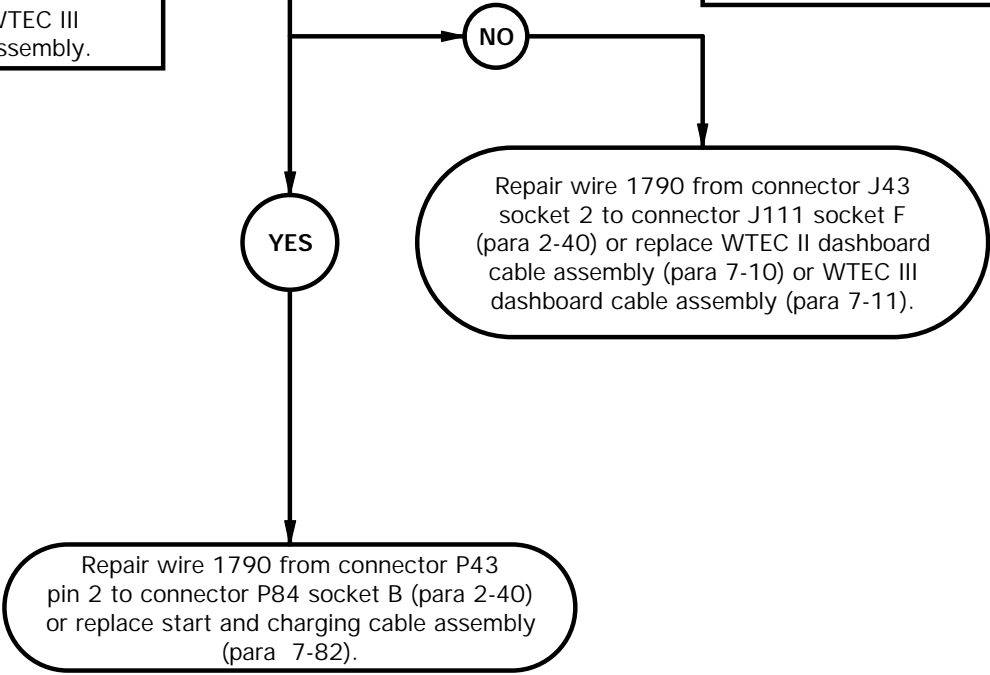 WTEC III
assembly.
NO
Repair wire 1790 from connector J43
socket 2 to connector J111 socket F
(para 2-40) or replace WTEC II dashboard
cable assembly (para 7-10) or WTEC III
dashboard cable assembly (para 7-11).
YES
Repair wire 1790 from connector P43
pin 2 to connector P84 socket B (para 2-40)
or replace start and charging cable assembly
(para 7-82).